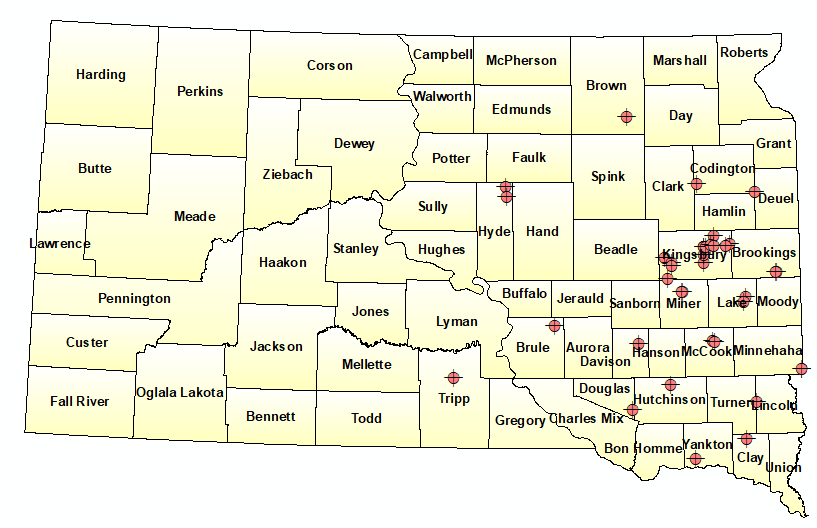 Harding
Perkins
Corson
Campbell
McPherson
Brown
Marshall
Roberts
Walworth
Edmunds
Day
Butte
Ziebach
Dewey
Potter
Faulk
Spink
Clark
Codington
Grant
Deuel
Hamlin
Meade
Sully
Hyde
Hand
Lawrence
Haakon
Stanley
Hughes
Beadle
Kingsbury
Brookings
Pennington
Jones
Lyman
Buffalo
Jerauld
Sanborn
Miner
Lake
Moody
Custer
Jackson
Mellette
Brule
Aurora
Davison
Hanson
McCook
Minnehaha
Fall River
Oglala Lakota
Bennett
Todd
Tripp
Gregory
Charles Mix
Douglas
Hutchinson
Turner
Lincoln
Bon Homme
Yankton
Clay
Union